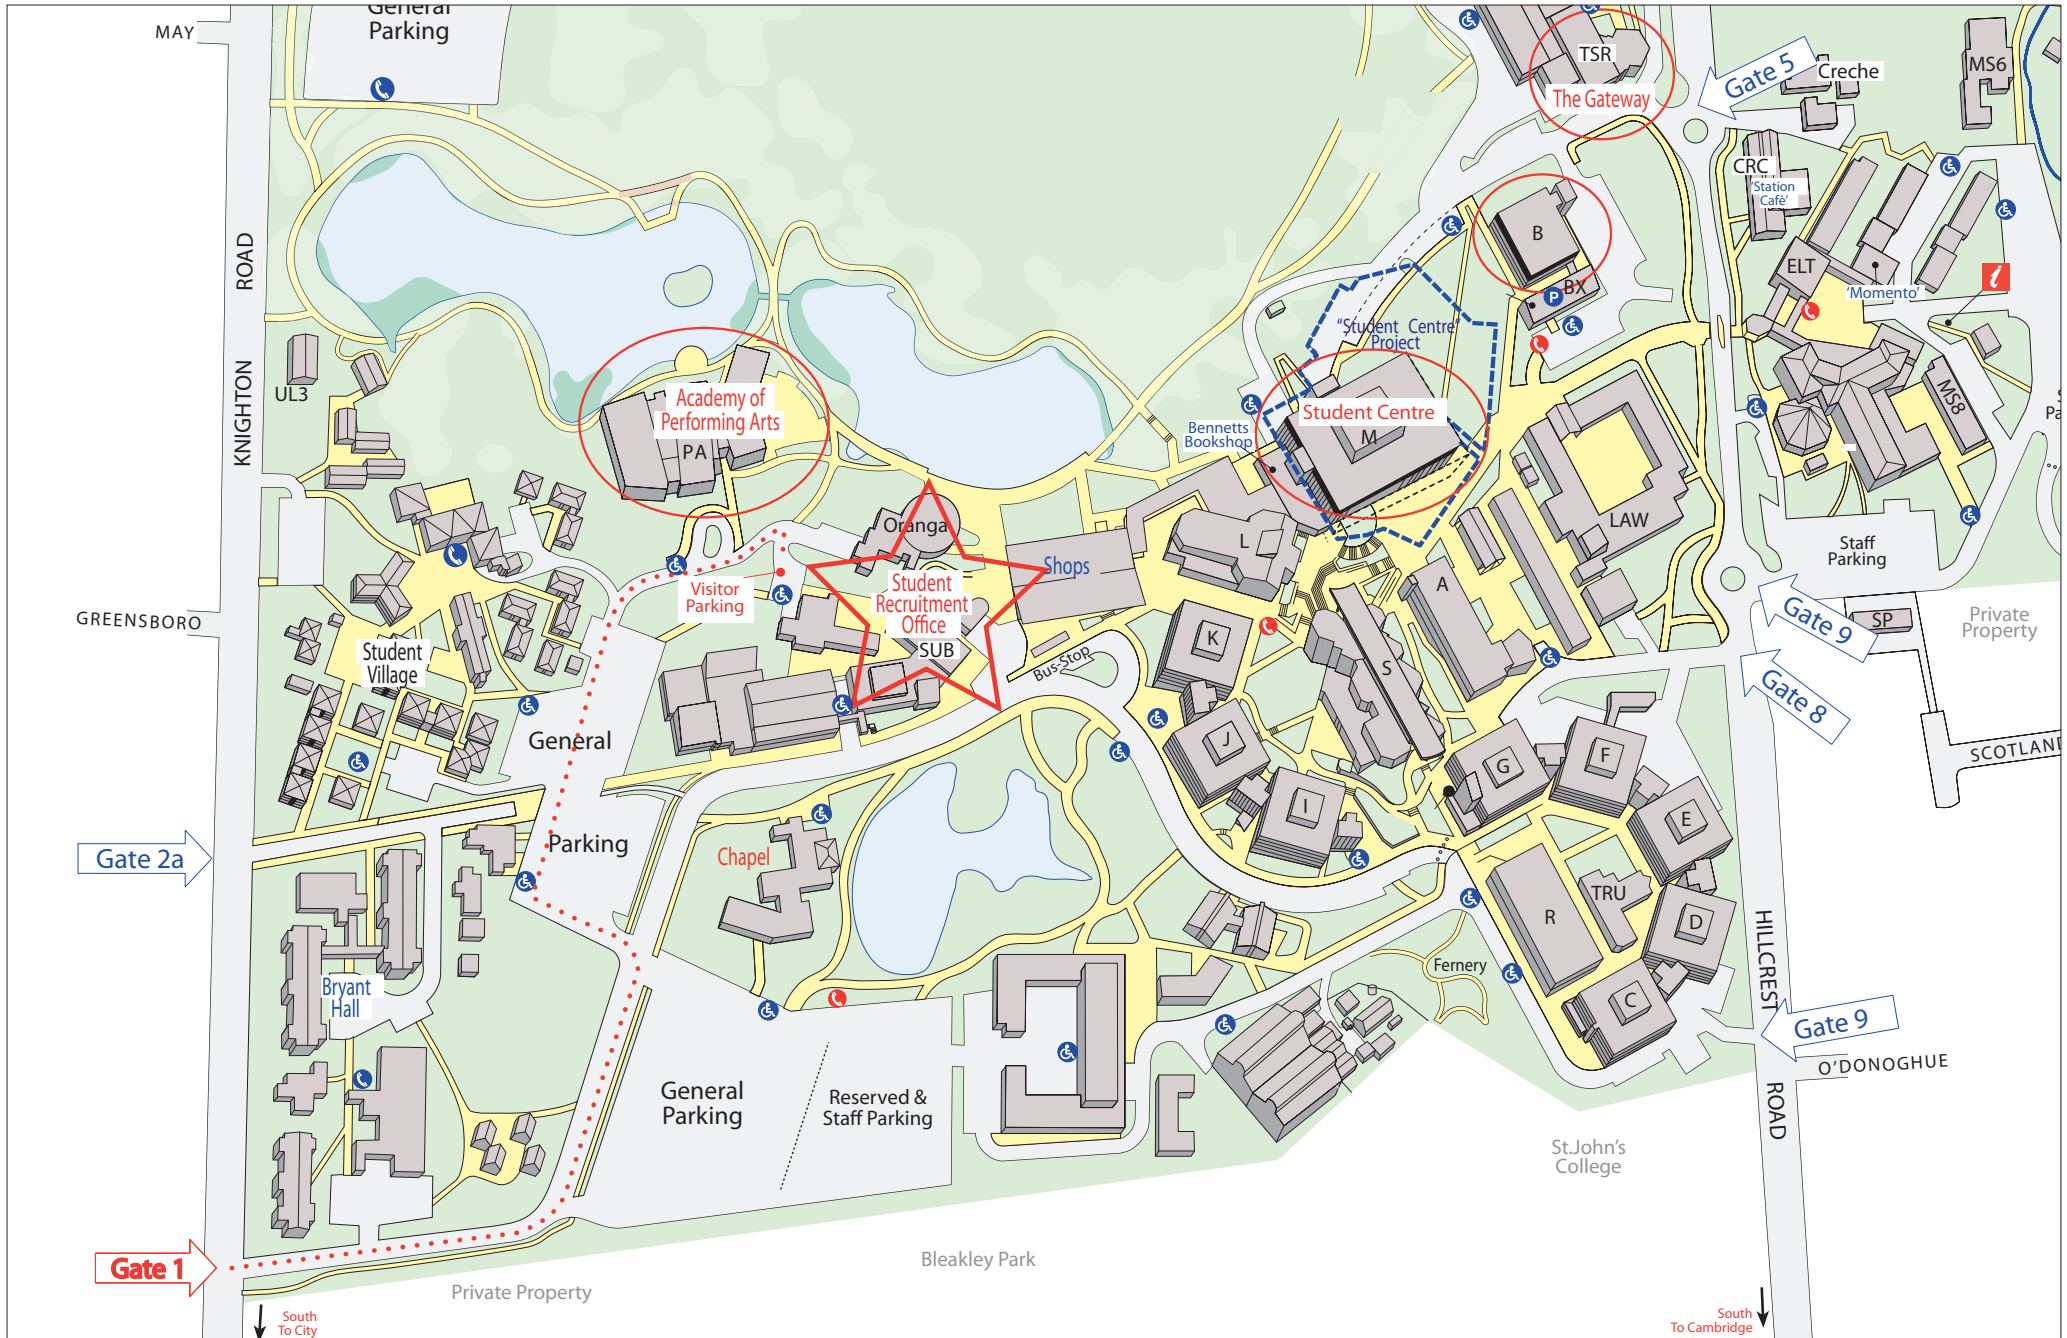 General
Parking
MAY
TSR
The Gateway
Gate 5
Creche
MS6
CRC
'Station
Cafè'
B
BX
P
ELT
'Momento'
i
KNIGHTON ROAD
UL3
"Student Centre"
Project
Student Centre
M
Bennetts
Bookshop
Academy of
Performing Arts
PA
MS8
LAW
Staff
Parking
Oranga
Shops
L
A
Visitor
Parking
Student
Recruitment
Office
SUB
GREENSBORO
Student
Village
Bus-Stop
K
S
Gate 9
SP
Private
Property
Gate 8
SCOTLAND
General
Parking
J
I
G
F
E
Gate 2a
Chapel
Bryant
Hall
R
TRU
D
C
Fernery
HILLCREST
ROAD
Gate 9
O'DONOGHUE
General
Parking
Reserved &
Staff Parking
St.John's
College
Gate 1
Bleakley Park
Private Property
South
To City
South
To Cambridge